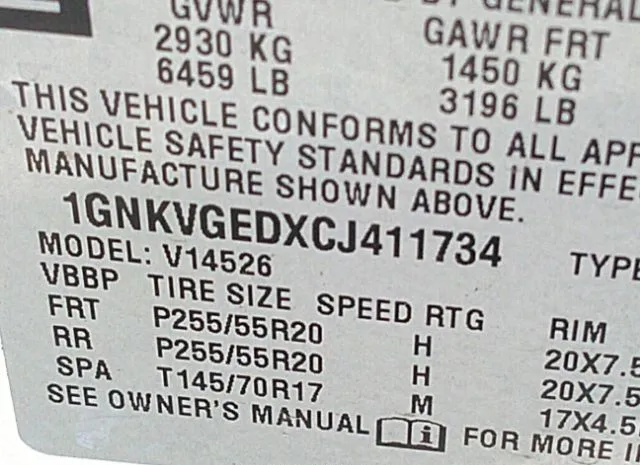 GVWR
2930 KG
6459 LB
BY GENERAL
GAWR FRT
1450 KG
3196 LB
THIS VEHICLE CONFORMS TO ALL APP
VEHICLE SAFETY STANDARDS IN EFFE
MANUFACTURE SHOWN ABOVE.
1GNKVGEDXCJ411734 TYPE
MODEL: V14526
VBBP TIRE SIZE SPEED RTG RIM
FRT P255/55R20 H 20X7.5
RR P255/55R20 H 20X7.5
SPA T145/70R17 M 17X4.5
SEE OWNER'S MANUAL i FOR MORE I